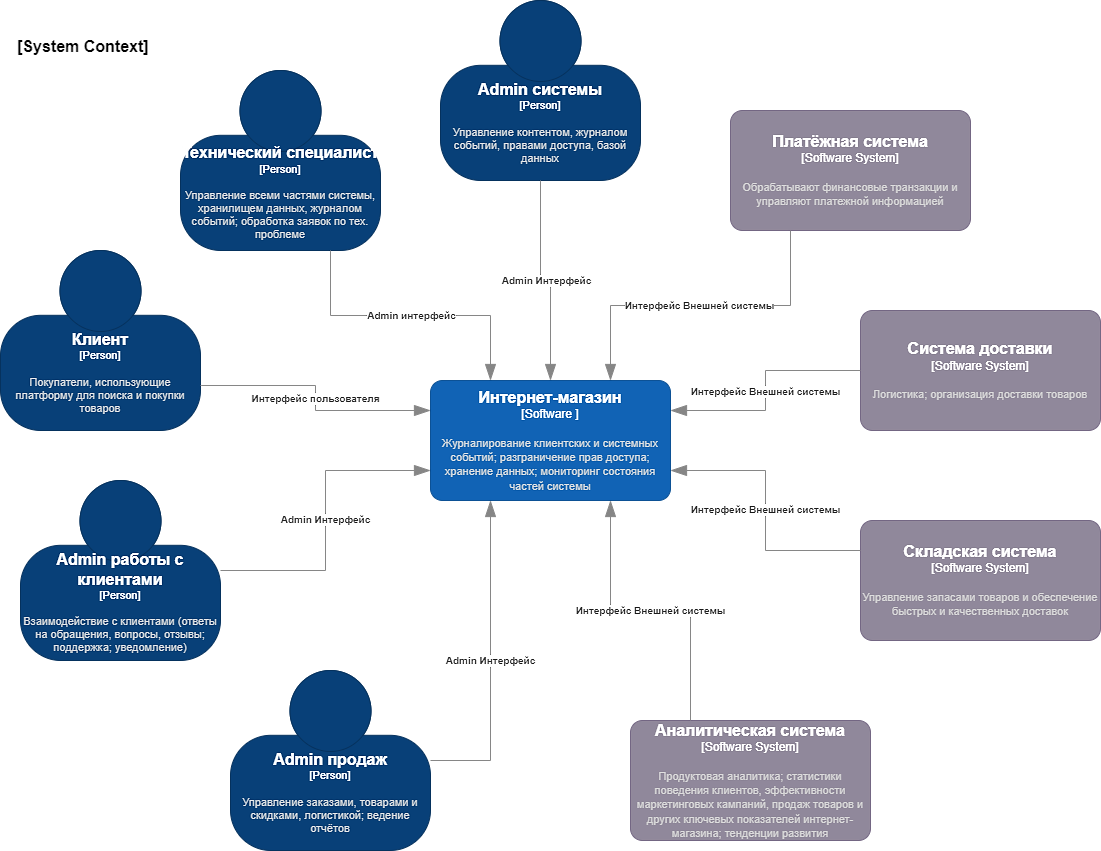 [System Context]
Admin системы
[Person]
Управление контентом, журналом
событий, правами доступа, базой
данных
Технический специалист
[Person]
Управление всеми частями системы,
хранилищем данных, журналом
событий; обработка заявок по тех.
проблеме
Платёжная система
[Software System]
Обрабатывают финансовые транзакции и
управляют платежной информацией
Admin Интерфейс
Интерфейс Внешней системы
Admin интерфейс
Клиент
[Person]
Покупатели, использующие
платформу для поиска и покупки
товаров
Интерфейс пользователя
Интернет-магазин
[Software ]
Журналирование клиентских и системных
событий; разграничение прав доступа;
хранение данных; мониторинг состояния
частей системы
Интерфейс Внешней системы
Система доставки
[Software System]
Логистика; организация доставки товаров
Интерфейс Внешней системы
Admin Интерфейс
Admin работы с
клиентами
[Person]
Взаимодействие с клиентами (ответы
на обращения, вопросы, отзывы;
поддержка; уведомление)
Складская система
[Software System]
Управление запасами товаров и обеспечение
быстрых и качественных доставок
Интерфейс Внешней системы
Admin Интерфейс
Admin продаж
[Person]
Управление заказами, товарами и
скидками, логистикой; ведение
отчётов
Аналитическая система
[Software System]
Продуктовая аналитика; статистики
поведения клиентов, эффективности
маркетинговых кампаний, продаж товаров и
других ключевых показателей интернет-
магазина; тенденции развития